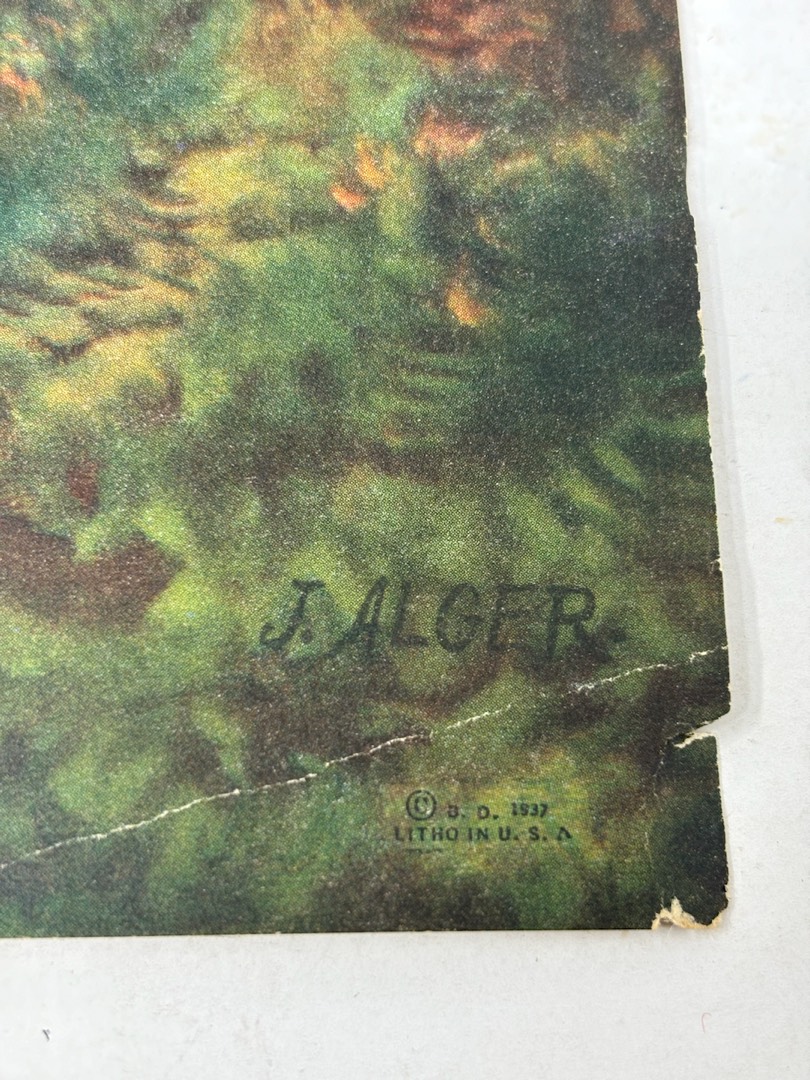 J. ALGER.
© B. D. 1937
LITHO IN U. S. A